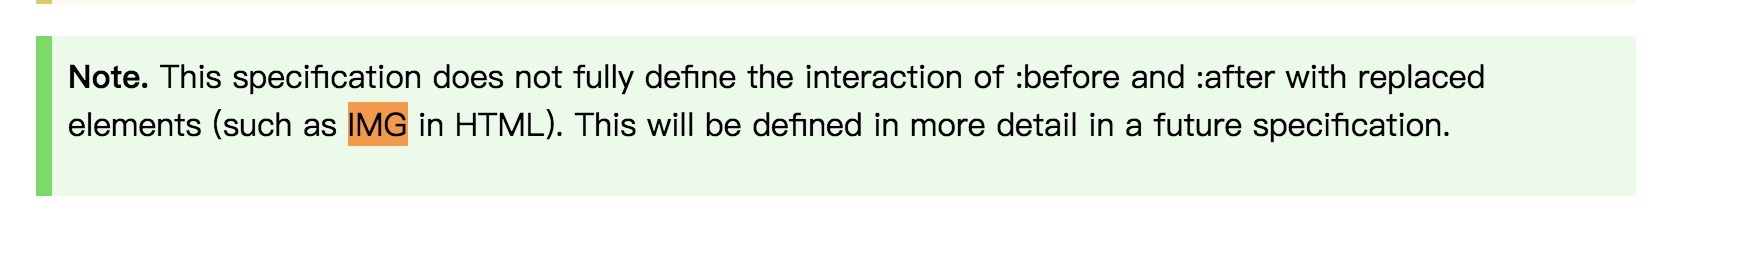 Note. This specification does not fully define the interaction of :before and :after with replaced
elements (such as IMG in HTML). This will be defined in more detail in a future specification.